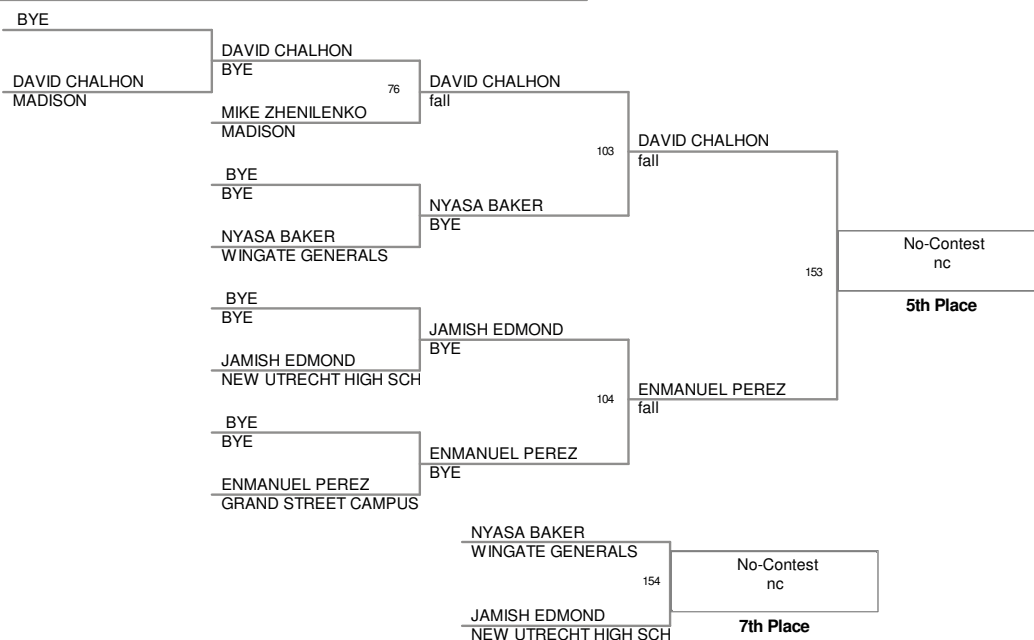 BYE
DAVID CHALHON
MADISON
DAVID CHALHON
BYE
76
MIKE ZHENILENKO
MADISON
BYE
BYE
NYASA BAKER
WINGATE GENERALS
BYE
BYE
JAMISH EDMOND
NEW UTRECHT HIGH SCH
BYE
BYE
ENMANUEL PEREZ
GRAND STREET CAMPUS
DAVID CHALHON
fall
103
NYASA BAKER
BYE
JAMISH EDMOND
BYE
104
ENMANUEL PEREZ
BYE
DAVID CHALHON
fall
153
ENMANUEL PEREZ
fall
No-Contest
nc
5th Place
NYASA BAKER
WINGATE GENERALS
154
JAMISH EDMOND
NEW UTRECHT HIGH SCH
No-Contest
nc
7th Place